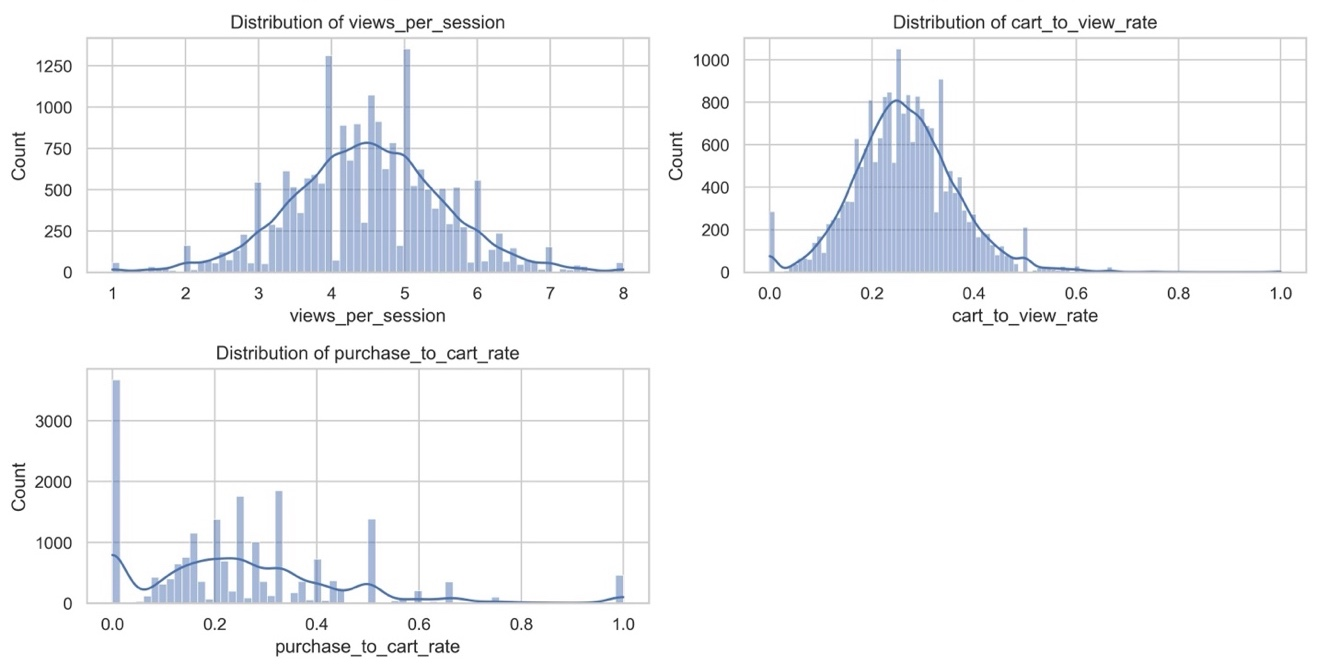 Distribution of views_per_session
Count
1250
1000
750
500
250
0
1 2 3 4 5 6 7 8
views_per_session
Distribution of cart_to_view_rate
Count
1000
800
600
400
200
0
0.0 0.2 0.4 0.6 0.8 1.0
cart_to_view_rate
Distribution of purchase_to_cart_rate
Count
3000
2000
1000
0
0.0 0.2 0.4 0.6 0.8 1.0
purchase_to_cart_rate